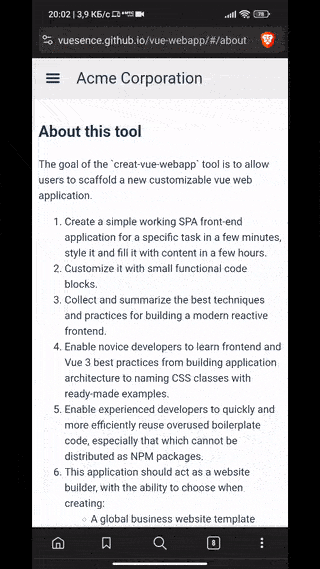 20:02 | 3,9 КБ/с
vuesence.github.io/vue-webapp/#/about
Acme Corporation
About this tool
The goal of the `creat-vue-webapp` tool is to allow
users to scaffold a new customizable vue web
application.
1. Create a simple working SPA front-end
application for a specific task in a few minutes,
style it and fill it with content in a few hours.
2. Customize it with small functional code
blocks.
3. Collect and summarize the best techniques
and practices for building a modern reactive
frontend.
4. Enable novice developers to learn frontend and
Vue 3 best practices from building application
architecture to naming CSS classes with
ready-made examples.
5. Enable experienced developers to quickly and
more efficiently reuse overused boilerplate
code, especially that which cannot be
distributed as NPM packages.
6. This application should act as a website
builder, with the ability to choose when
creating:
◦ A global business website template
8